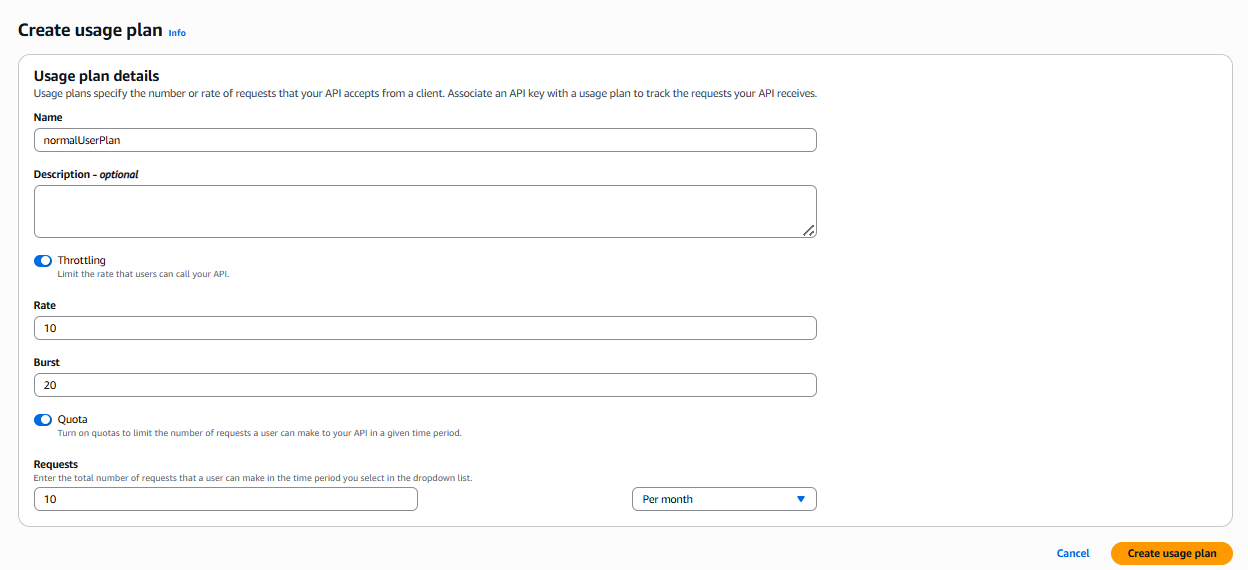 Create usage plan Info
Usage plan details
Usage plans specify the number or rate of requests that your API accepts from a client. Associate an API key with a usage plan to track the requests your API receives.
Name
normalUserPlan
Description - optional
Throttling
Limit the rate that users can call your API.
Rate
10
Burst
20
Quota
Turn on quotas to limit the number of requests a user can make to your API in a given time period.
Requests
Enter the total number of requests that a user can make in the time period you select in the dropdown list.
10 Per month
Cancel Create usage plan